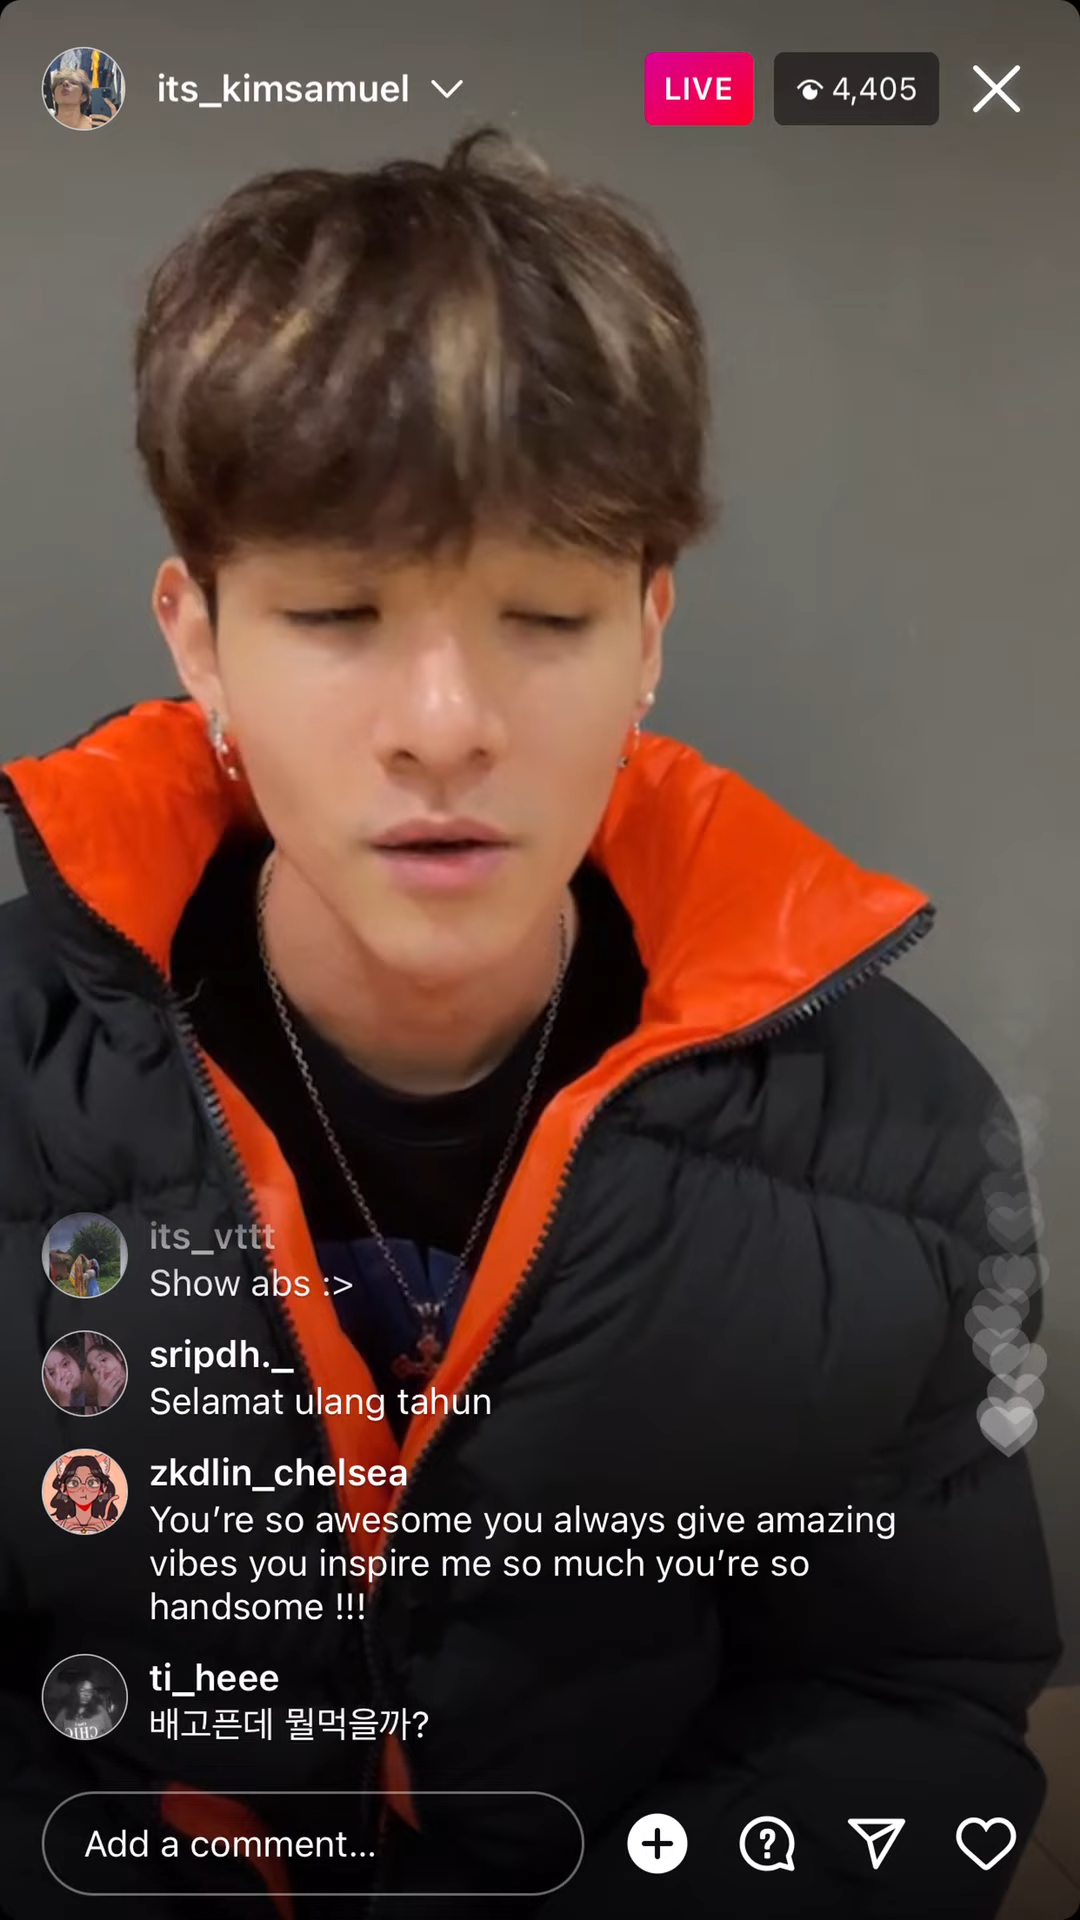 its_kimsamuel
LIVE
4,405
its_vttt
Show abs :>
sripdh._
Selamat ulang tahun
zkdlin_chelsea
You’re so awesome you always give amazing
vibes you inspire me so much you’re so
handsome !!!
ti_heee
배고픈데 뭘먹을까?
Add a comment...